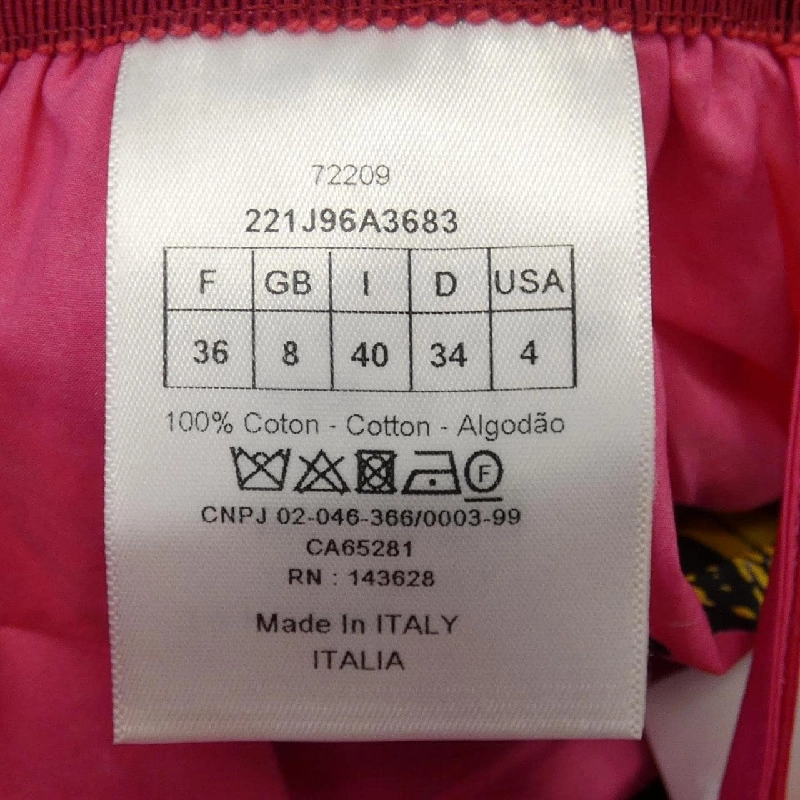 72209
221J96A3683
F GB I D USA
36 8 40 34 4
100% Coton - Cotton - Algodão
F
CNPJ 02-046-366/0003-99
CA65281
RN : 143628
Made In ITALY
ITALIA